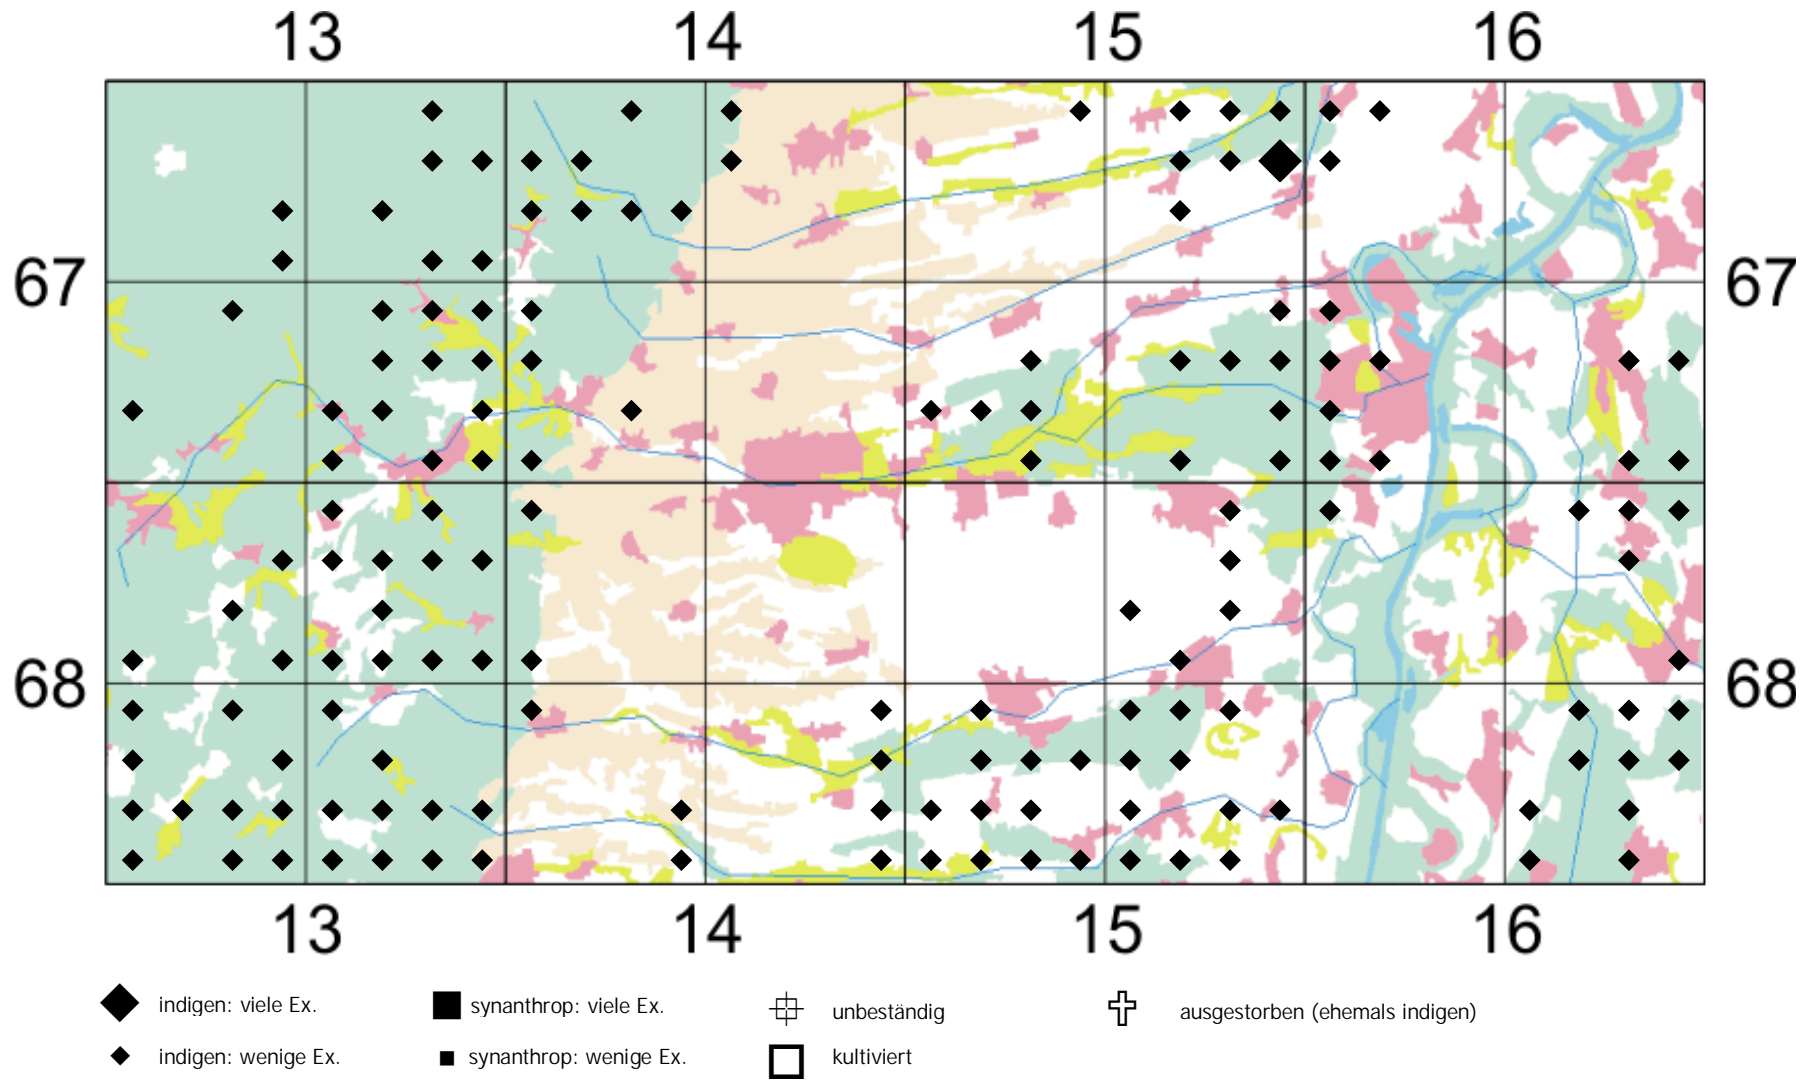 13 14 15 16
67 67
68 68
13 14 15 16
indigen: viele Ex. synanthrop: viele Ex. unbeständig ausgestorben (ehemals indigen)
indigen: wenige Ex. synanthrop: wenige Ex. kultiviert